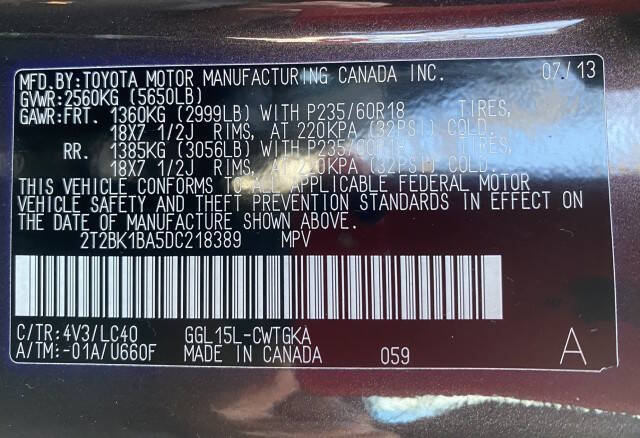 MFD.BY:TOYOTA MOTOR MANUFACTURING CANADA INC. 07/13
GVWR:2560KG (5650LB)
GAWR:FRT. 1360KG (2999LB) WITH P235/60R18 TIRES,
18X7 1/2J RIMS, AT 220KPA (32PSI) COLD.
RR. 1385KG (3056LB) WITH P235/60R18 TIRES,
18X7 1/2J RIMS, AT 220KPA (32PSI) COLD.
THIS VEHICLE CONFORMS TO ALL APPLICABLE FEDERAL MOTOR
VEHICLE SAFETY AND THEFT PREVENTION STANDARDS IN EFFECT ON
THE DATE OF MANUFACTURE SHOWN ABOVE.
2T2BK1BA5DC218389 MPV
C/TR:4V3/LC40 GGL15L-CWTGKA
A/TM:-01A/U660F MADE IN CANADA 059 A